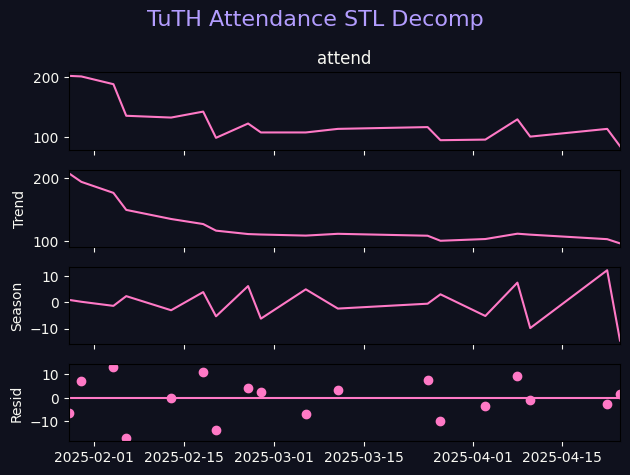 TuTH Attendance STL Decomp
attend
200
100
Trend
200
100
Season
10
0
−10
Resid
10
0
−10
2025-02-01 2025-02-15 2025-03-01 2025-03-15 2025-04-01 2025-04-15